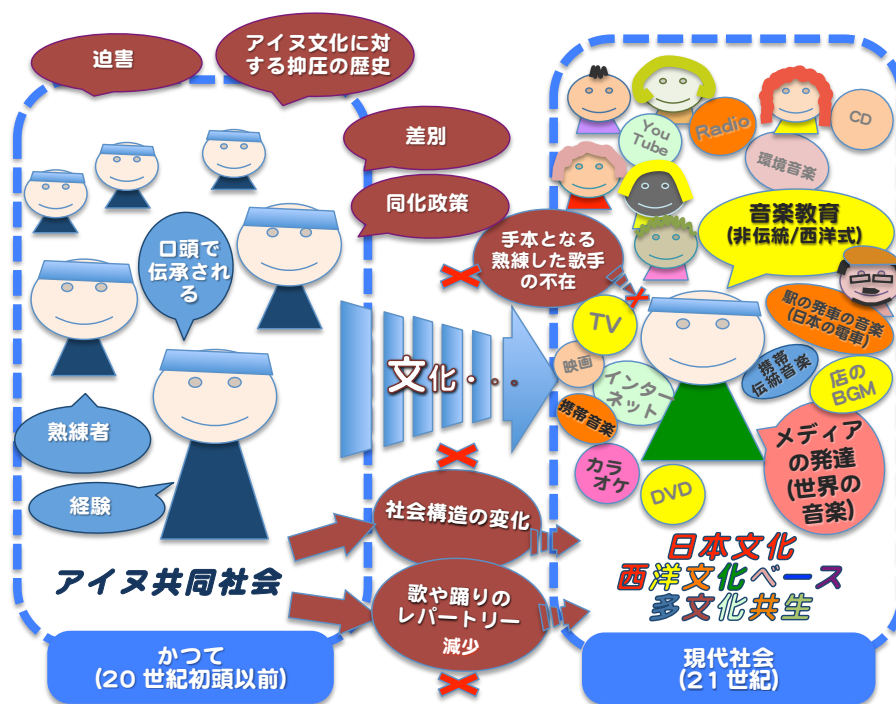 迫害
アイヌ文化に対
する抑圧の歴史
差別
同化政策
口頭で
伝承され
る
熟練者
経験
アイヌ共同社会
かつて
(20 世紀初頭以前)
手本となる
熟練した歌手
の不在
文化・・・
社会構造の変化
歌や踊りの
レパートリー
減少
You
Tube
Radio
CD
環境音楽
音楽教育
(非伝統/西洋式)
駅の発車の音楽
(日本の電車)
TV
映画
インター
ネット
携帯
伝統音楽
店の
BGM
携帯音楽
カラ
オケ
DVD
メディア
の発達
(世界の
音楽)
日本文化
西洋文化ベース
多文化共生
現代社会
(21 世紀)